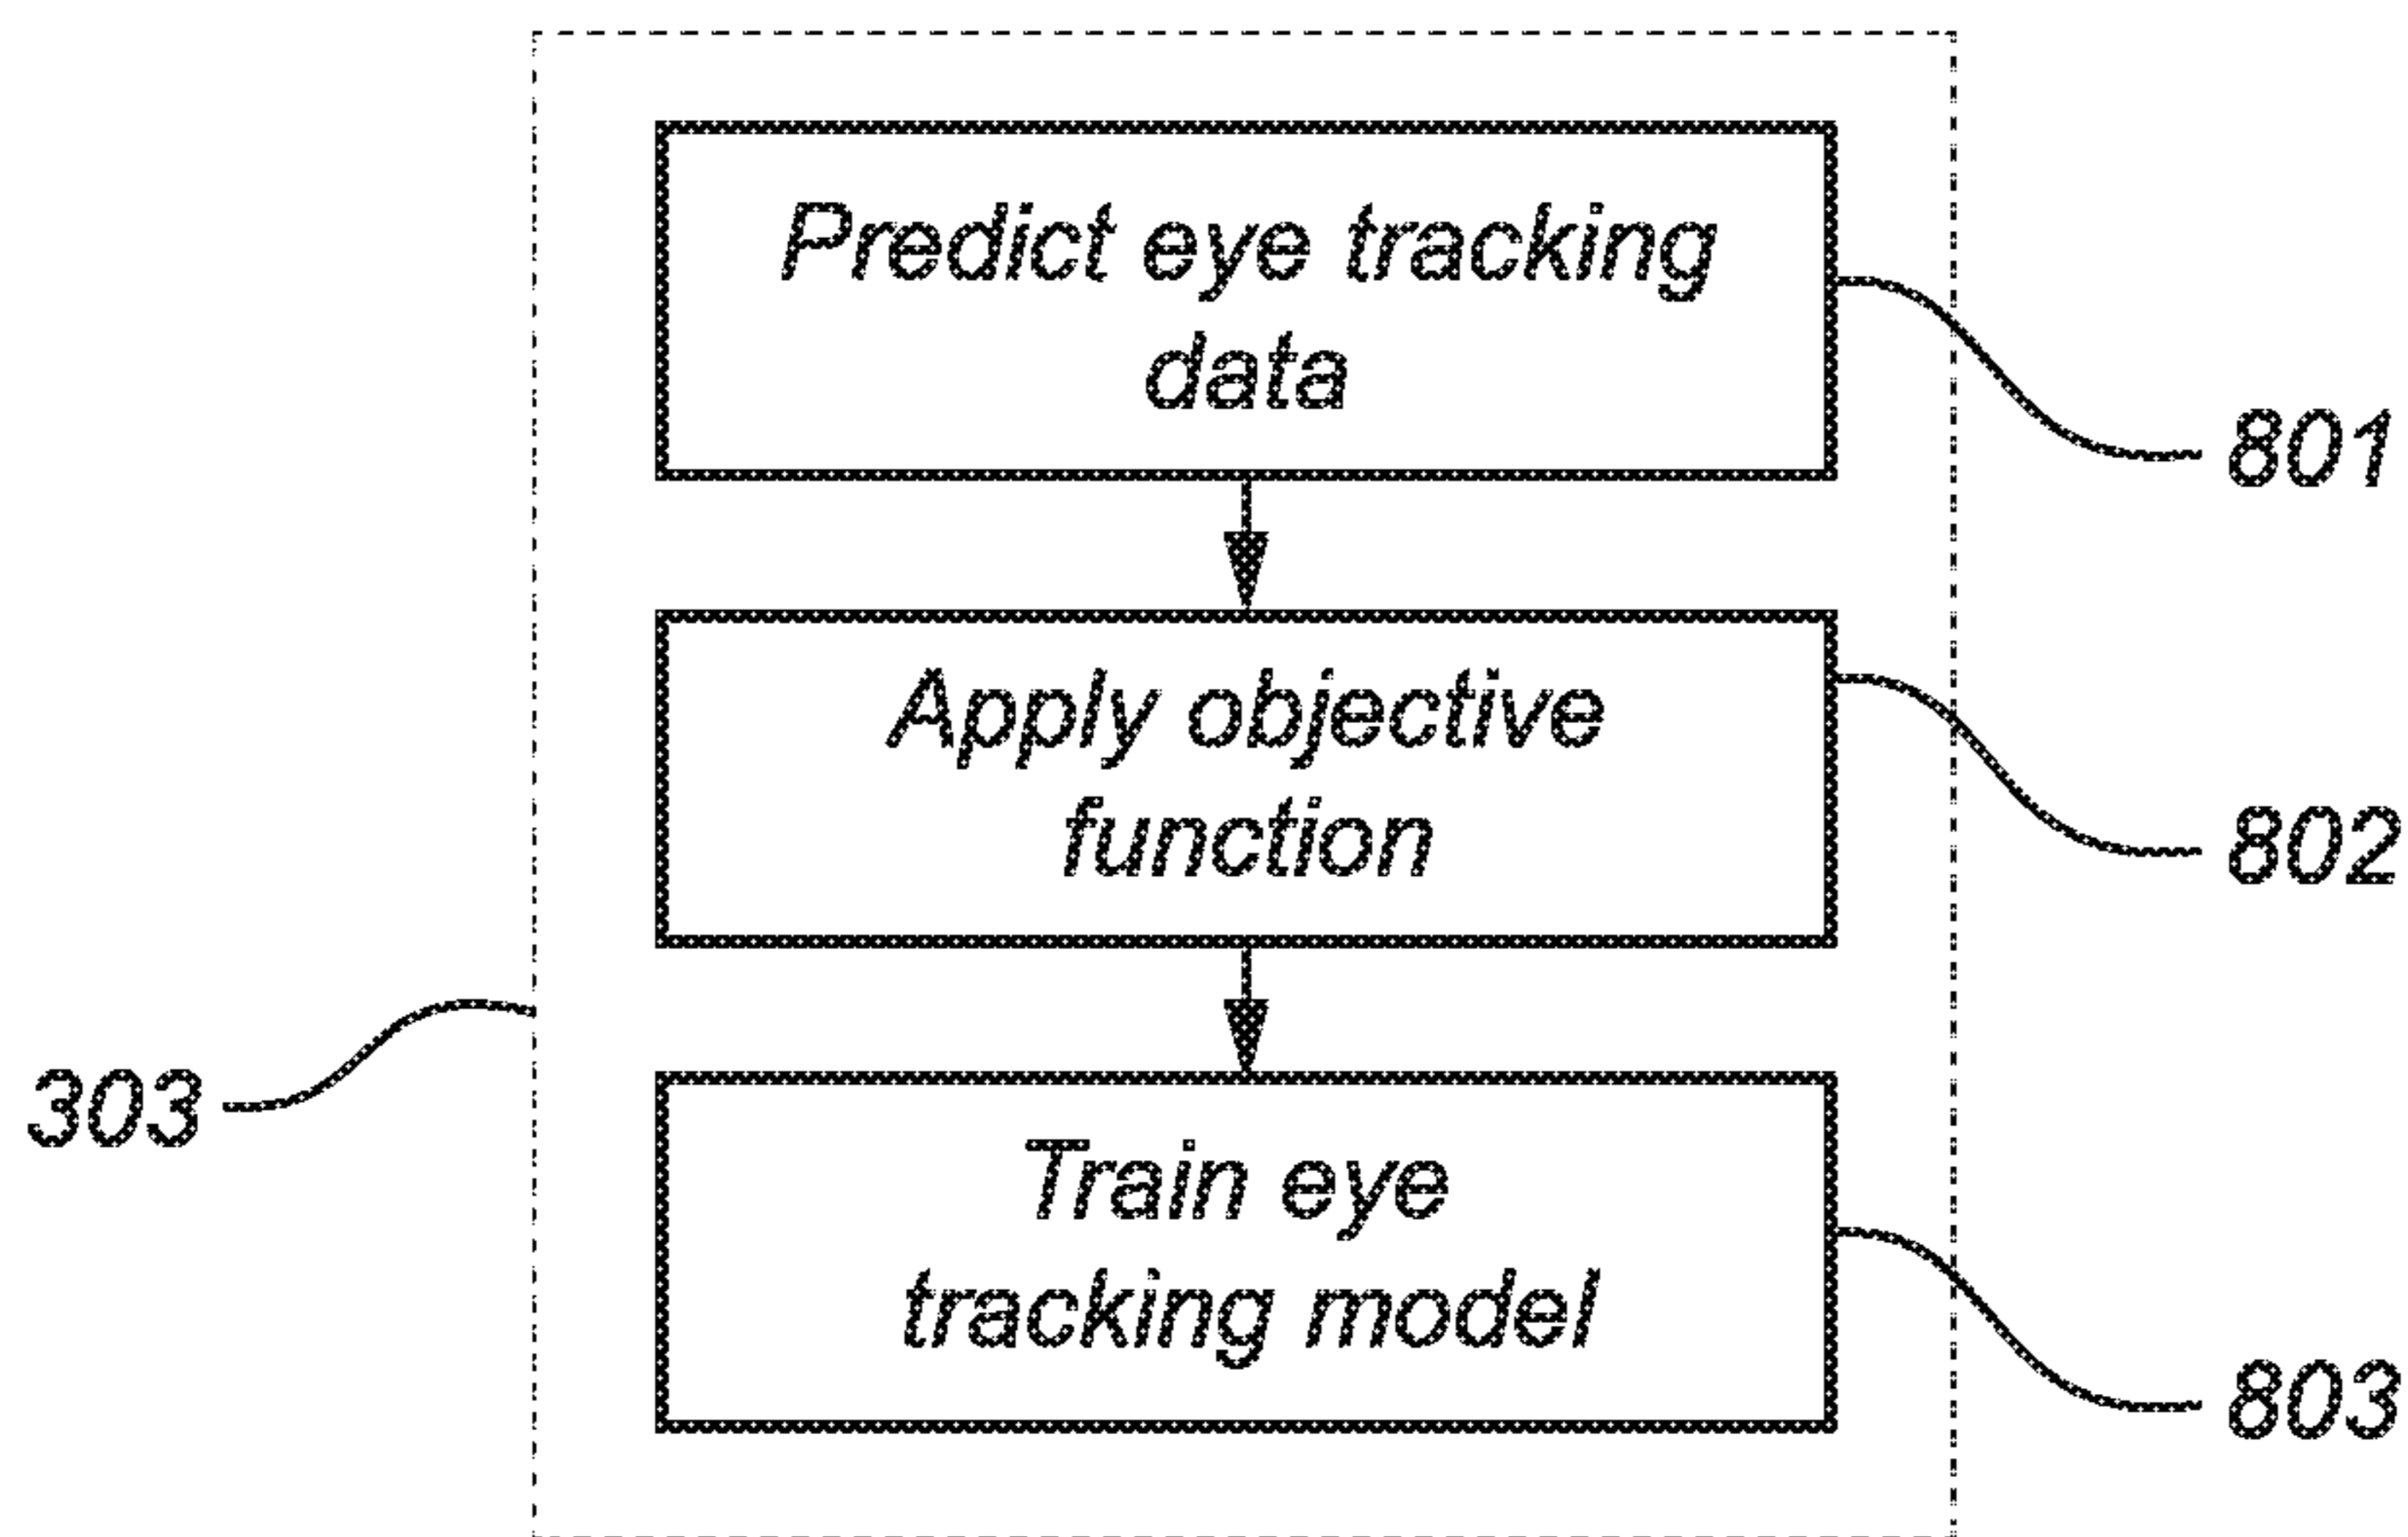 Predict eye tracking
data
801
Apply objective
function
802
303
Train eye
tracking model
803